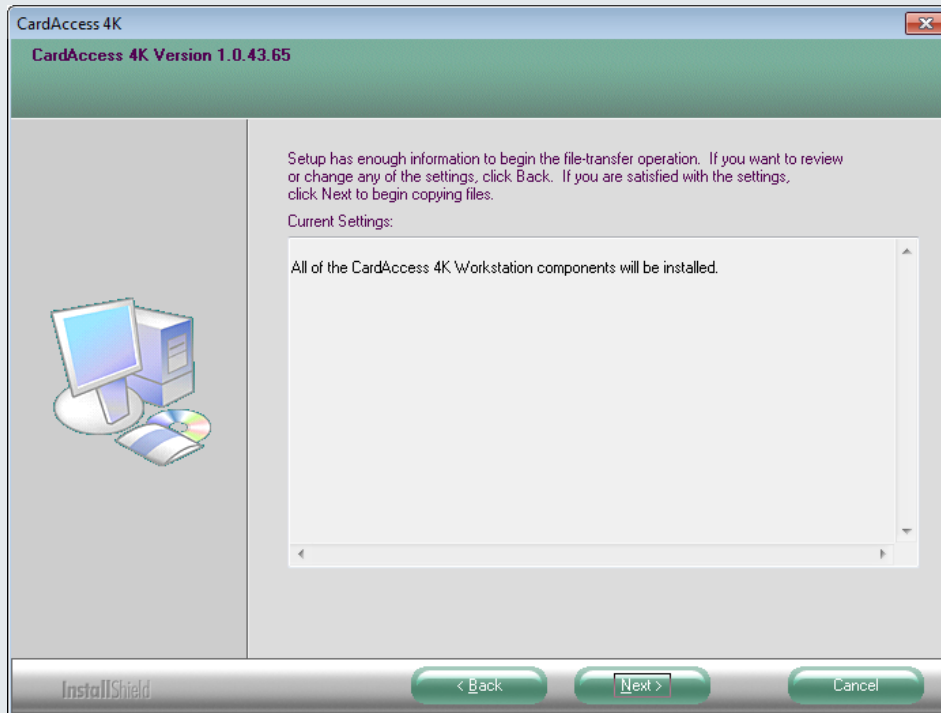 CardAccess 4K
CardAccess 4K Version 1.0.43.65
Setup has enough information to begin the file-transfer operation. If you want to review
or change any of the settings, click Back. If you are satisfied with the settings,
click Next to begin copying files.
Current Settings:
All of the CardAccess 4K Workstation components will be installed.
InstallShield
< Back
Next >
Cancel